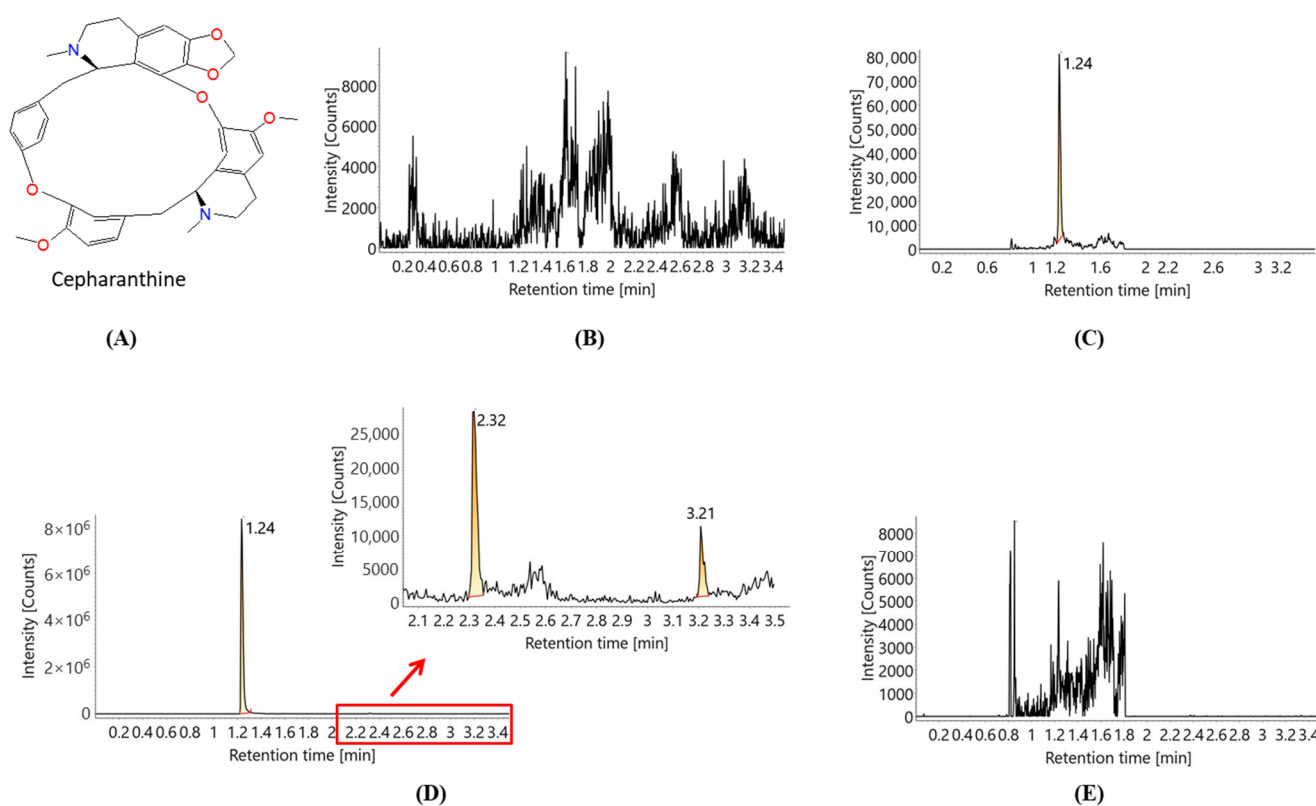 N
O
O
O
O
N
O
O
Cepharanthine
(A)
Intensity [Counts]
8000
6000
4000
2000
0
0.2 0.4 0.6 0.8 1 1.21 1.4 1.6 1.8 2 2.2 2.4 2.6 2.8 3 3.2 3.4
Retention time [min]
(B)
Intensity [Counts]
80,000
70,000
60,000
50,000
40,000
30,000
20,000
10,000
0
1.24
0.2 0.6 1 1.2 1.6 2 2.2 2.6 3.2
Retention time [min]
(C)
Intensity [Counts]
8×10⁶
6×10⁶
4×10⁶
2×10⁶
0
1.24
0.2 0.4 0.6 0.8 1 1.21 1.4 1.6 1.8 2 2.2 2.4 2.6 2.8 3 3.2 3.4
Retention time [min]
Intensity [Counts]
25,000
20,000
15,000
10,000
5000
0
2.32
3.21
2.1 2.2 2.3 2.4 2.5 2.6 2.7 2.8 2.9 3 3.1 3.2 3.3 3.4 3.5
Retention time [min]
(D)
Intensity [Counts]
8000
7000
6000
5000
4000
3000
2000
1000
0
0.2 0.4 0.6 0.8 1 1.2 1.4 1.6 1.8 2 2.2 2.4 2.6 2.8 3 3.2 3.4
Retention time [min]
(E)